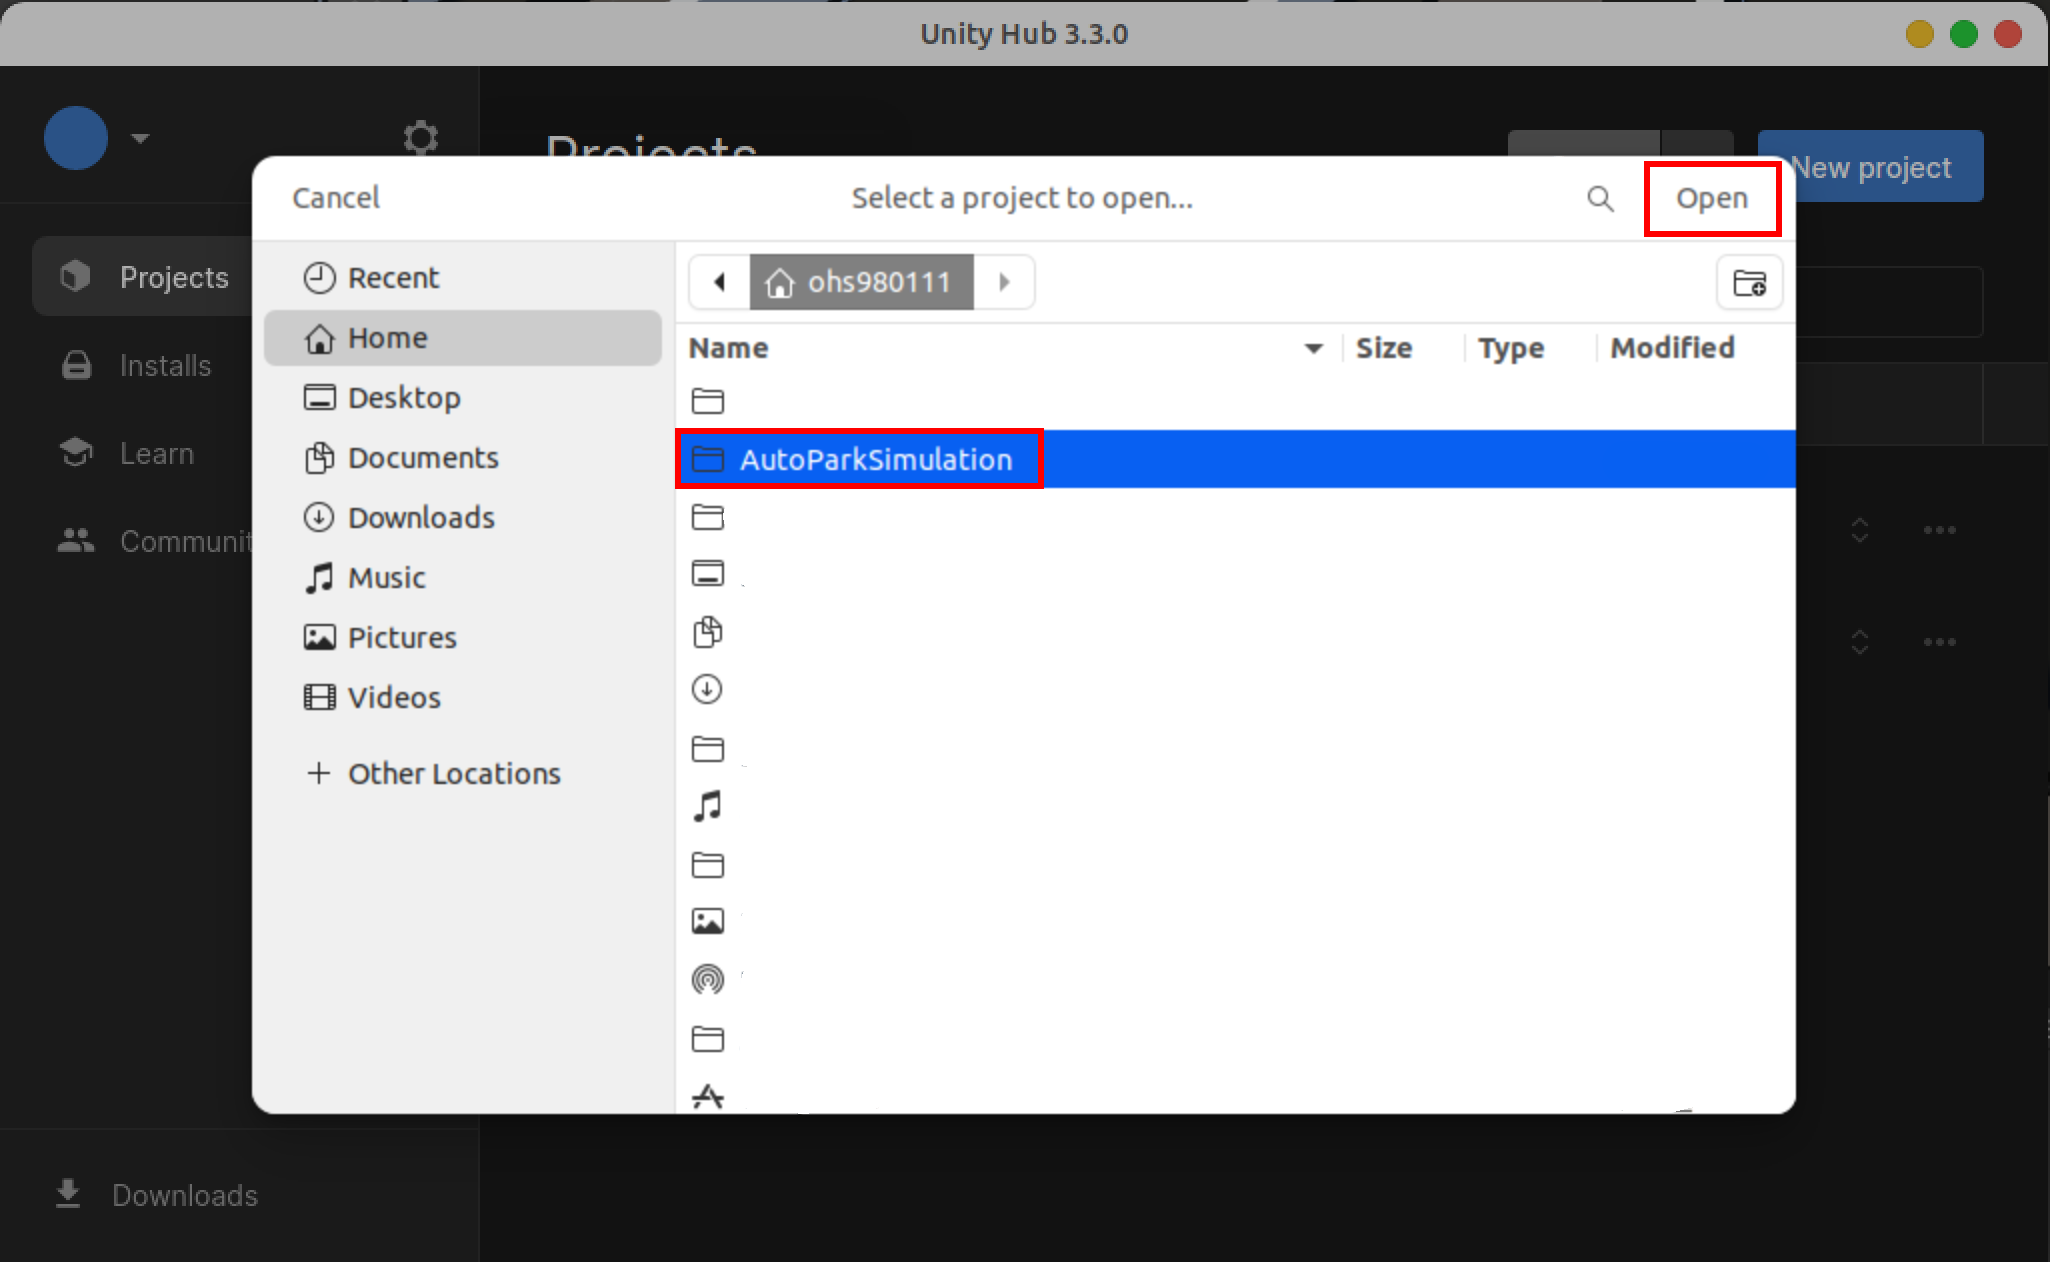 Unity Hub 3.3.0
Projects
New project
Cancel
Select a project to open...
Open
Projects
Installs
Learn
Communit
Downloads
Recent
Home
Desktop
Documents
Downloads
Music
Pictures
Videos
Other Locations
ohs980111
Name Size Type Modified
AutoParkSimulation